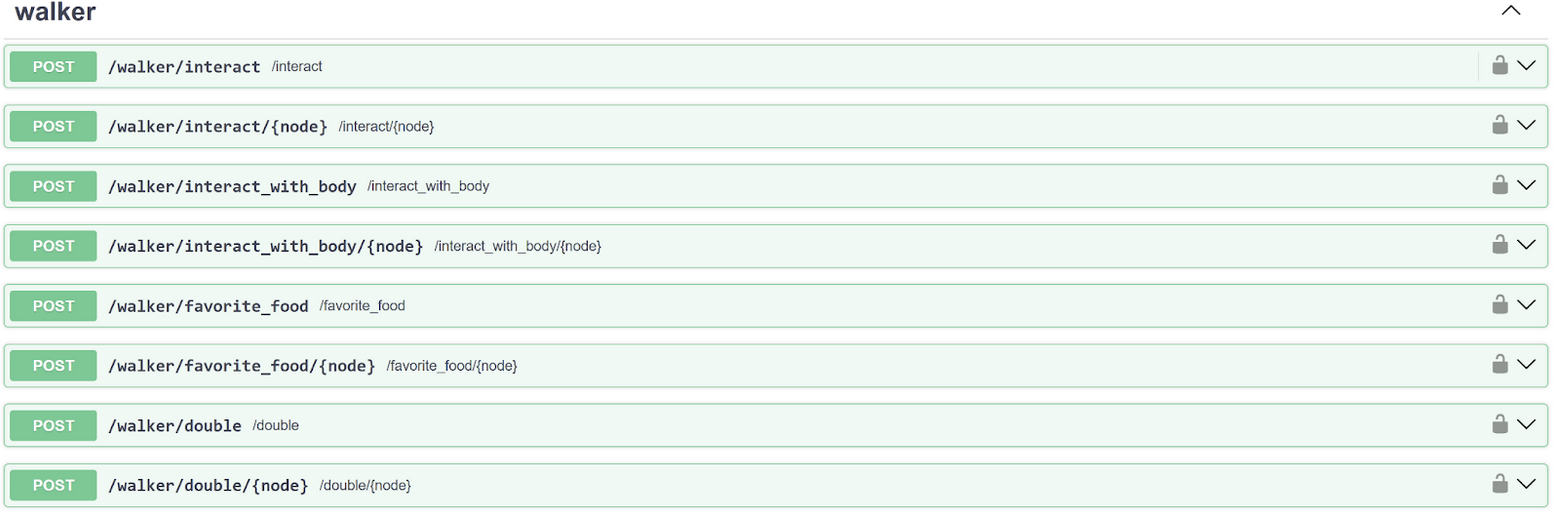 walker
POST /walker/interact /interact
POST /walker/interact/{node} /interact/{node}
POST /walker/interact_with_body /interact_with_body
POST /walker/interact_with_body/{node} /interact_with_body/{node}
POST /walker/favorite_food /favorite_food
POST /walker/favorite_food/{node} /favorite_food/{node}
POST /walker/double /double
POST /walker/double/{node} /double/{node}